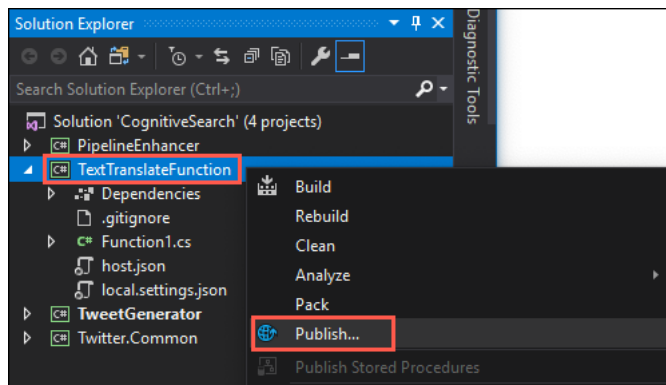 Solution Explorer
Search Solution Explorer (Ctrl+;)
Solution 'CognitiveSearch' (4 projects)
C# PipelineEnhancer
C# TextTranslateFunction
Dependencies
.gitignore
C# Function1.cs
host.json
local.settings.json
C# TweetGenerator
C# Twitter.Common
Build
Rebuild
Clean
Analyze
Pack
Publish...
Publish Stored Procedures
Diagnostic Tools